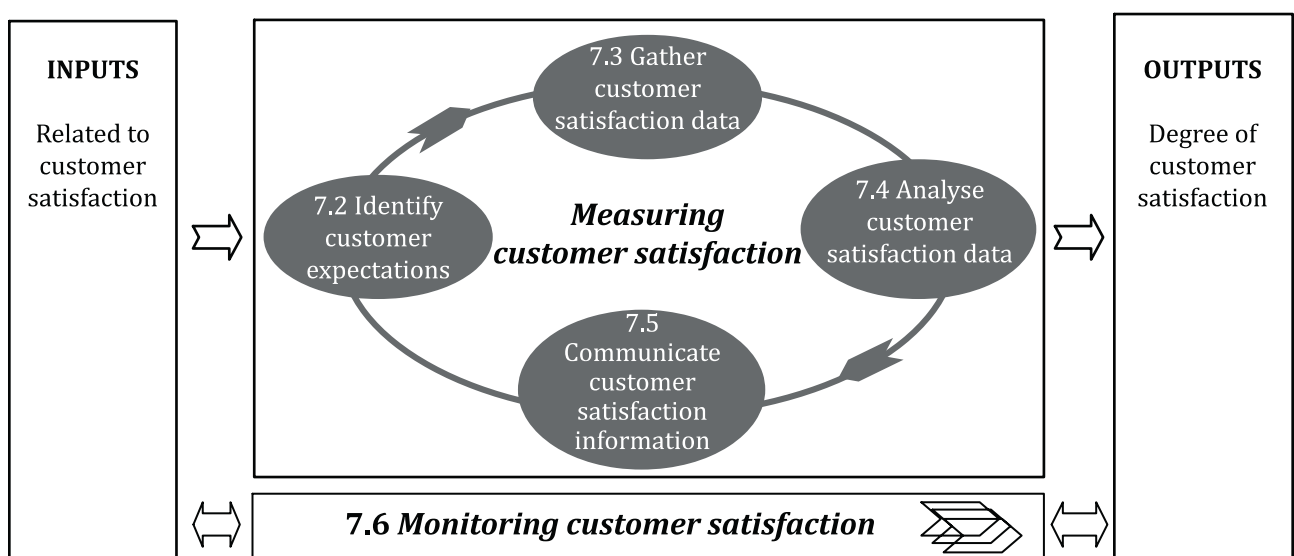 INPUTS
Related to
customer
satisfaction
7.3 Gather
customer
satisfaction data
7.2 Identify
customer
expectations
Measuring
customer satisfaction
7.4 Analyse
customer
satisfaction data
7.5
Communicate
customer
satisfaction
information
7.6 Monitoring customer satisfaction
OUTPUTS
Degree of
customer
satisfaction